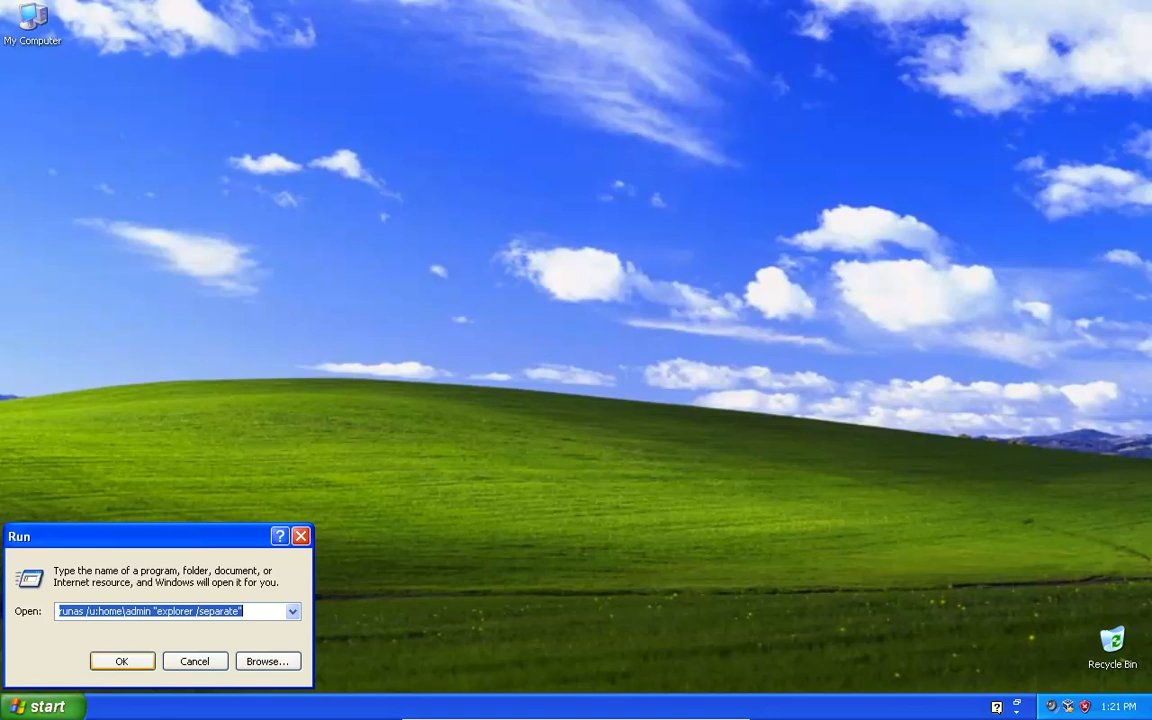 My Computer
Run
Type the name of a program, folder, document, or
Internet resource, and Windows will open it for you.
Open: runas /u:home\admin "explorer /separate"
OK Cancel Browse...
Recycle Bin
start
1:21 PM